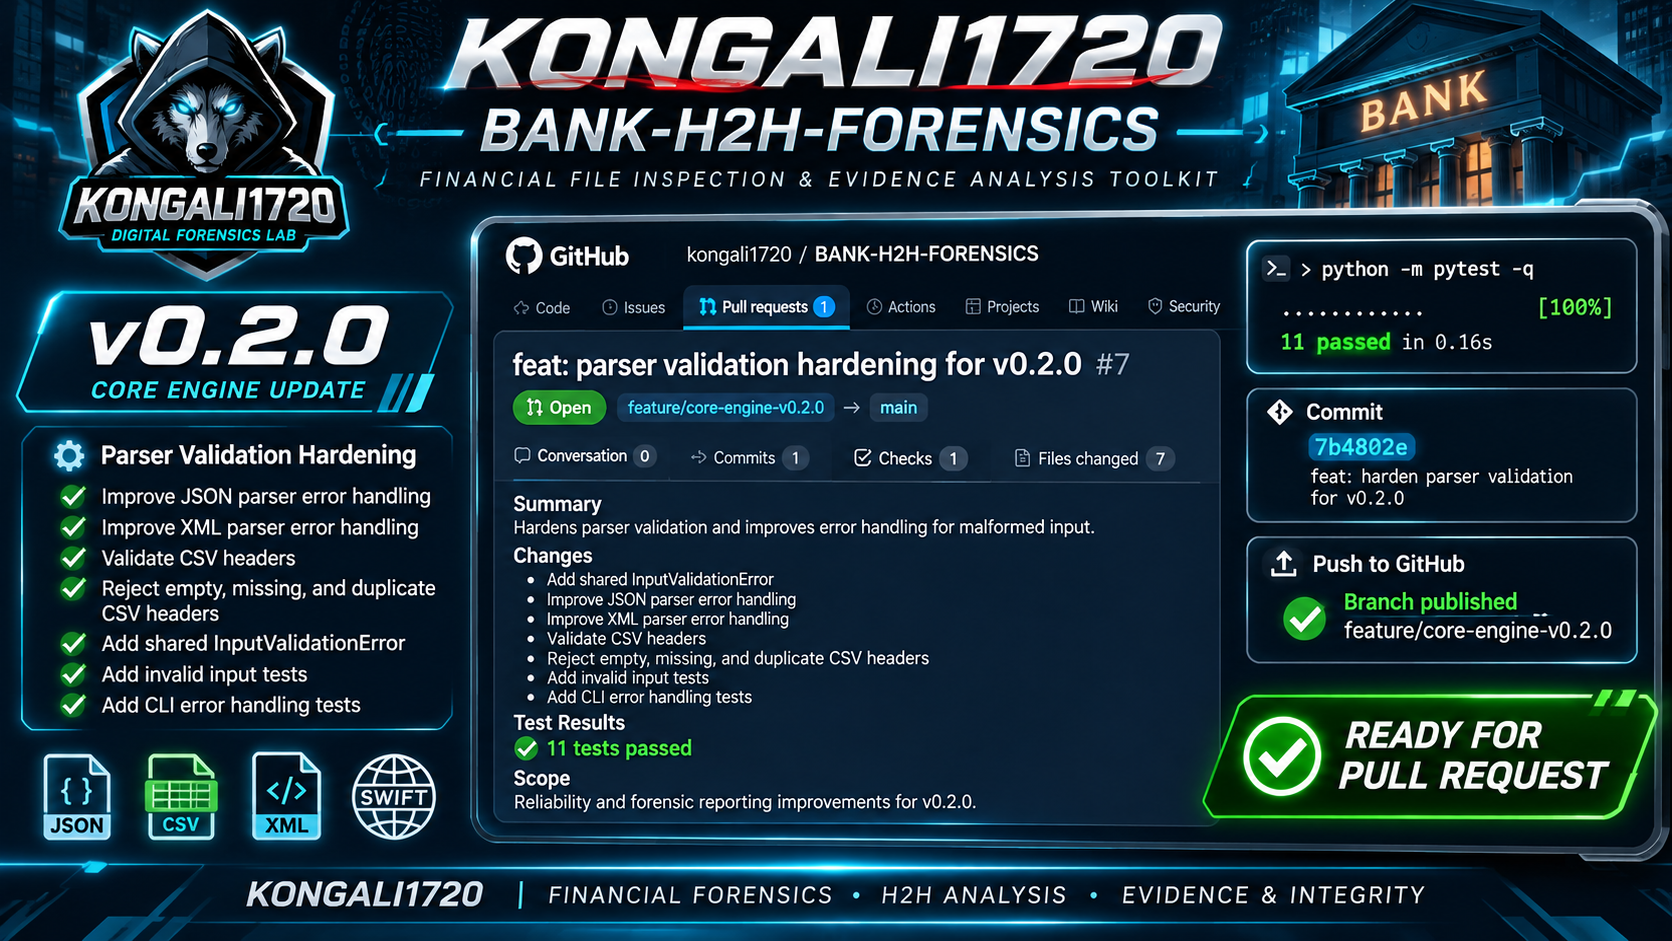 KONGALI1720
BANK-H2H-FORENSICS
FINANCIAL FILE INSPECTION & EVIDENCE ANALYSIS TOOLKIT
BANK
KONGALI1720
DIGITAL FORENSICS LAB
v0.2.0
CORE ENGINE UPDATE
Parser Validation Hardening
Improve JSON parser error handling
Improve XML parser error handling
Validate CSV headers
Reject empty, missing, and duplicate
CSV headers
Add shared InputValidationError
Add invalid input tests
Add CLI error handling tests
{ } JSON
CSV
</> XML
SWIFT
GitHub
kongali1720 / BANK-H2H-FORENSICS
Code Issues Pull requests 1 Actions Projects Wiki Security
feat: parser validation hardening for v0.2.0 #7
Open feature/core-engine-v0.2.0 → main
Conversation 0 Commits 1 Checks 1 Files changed 7
Summary
Hardens parser validation and improves error handling for malformed input.
Changes
• Add shared InputValidationError
• Improve JSON parser error handling
• Improve XML parser error handling
• Validate CSV headers
• Reject empty, missing, and duplicate CSV headers
• Add invalid input tests
• Add CLI error handling tests
Test Results
11 tests passed
Scope
Reliability and forensic reporting improvements for v0.2.0.
>_ > python -m pytest -q
............ [100%]
11 passed in 0.16s
Commit
7b4802e
feat: harden parser validation
for v0.2.0
Push to GitHub
Branch published
feature/core-engine-v0.2.0
READY FOR
PULL REQUEST
KONGALI1720 | FINANCIAL FORENSICS • H2H ANALYSIS • EVIDENCE & INTEGRITY